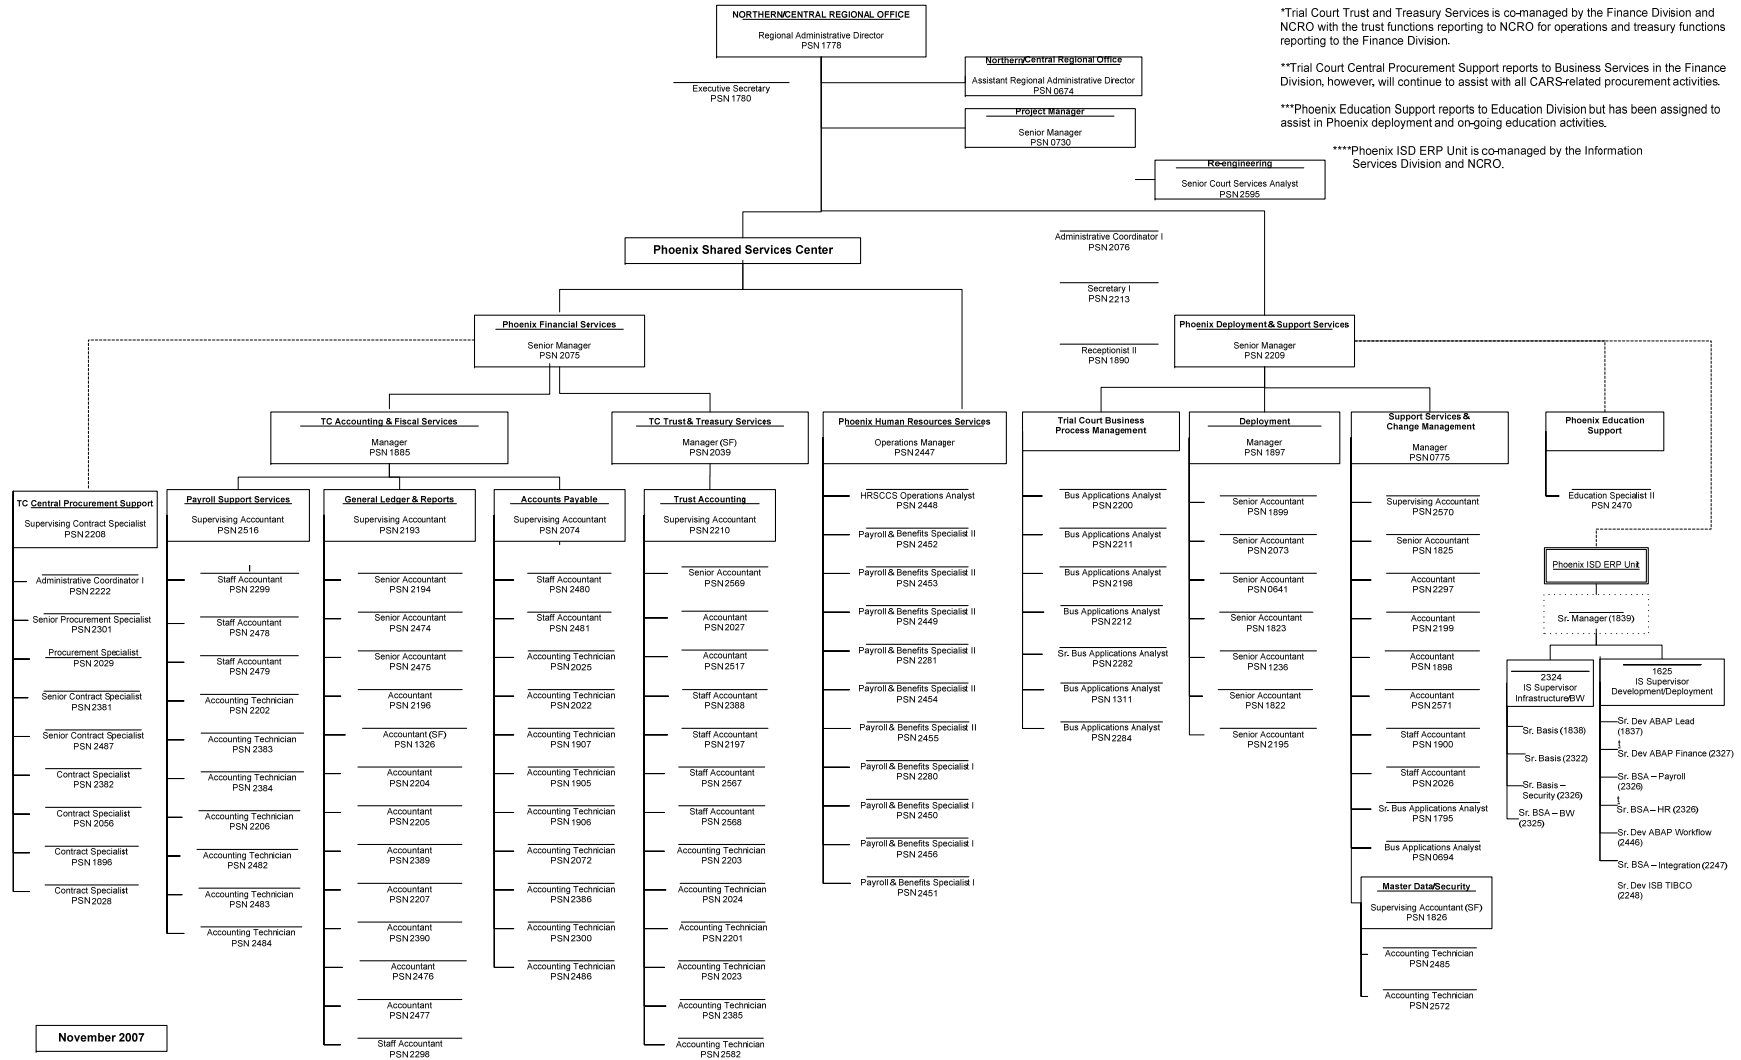 NORTHERN/CENTRAL REGIONAL OFFICE
Regional Administrative Director
PSN 1778
Executive Secretary
PSN 1780
Northern/Central Regional Office
Assistant Regional Administrative Director
PSN 0674
Project Manager
Senior Manager
PSN 0730
Re-engineering
Senior Court Services Analyst
PSN 2595
*Trial Court Trust and Treasury Services is co-managed by the Finance Division and
NCRO with the trust functions reporting to NCRO for operations and treasury functions
reporting to the Finance Division.
**Trial Court Central Procurement Support reports to Business Services in the Finance
Division, however, will continue to assist with all CARS-related procurement activities.
***Phoenix Education Support reports to Education Division but has been assigned to
assist in Phoenix deployment and on-going education activities.
****Phoenix ISD ERP Unit is co-managed by the Information
Services Division and NCRO.
Phoenix Shared Services Center
Administrative Coordinator I
PSN 2076
Secretary I
PSN 2213
Receptionist II
PSN 1890
Phoenix Financial Services
Senior Manager
PSN 2075
Phoenix Deployment & Support Services
Senior Manager
PSN 2209
TC Accounting & Fiscal Services
Manager
PSN 1885
TC Trust & Treasury Services
Manager (SF)
PSN 2039
Phoenix Human Resources Services
Operations Manager
PSN 2447
Trial Court Business
Process Management
Deployment
Manager
PSN 1897
Support Services &
Change Management
Manager
PSN 0775
Phoenix Education
Support
TC Central Procurement Support
Supervising Contract Specialist
PSN 2208
Administrative Coordinator I
PSN 2222
Senior Procurement Specialist
PSN 2301
Procurement Specialist
PSN 2029
Senior Contract Specialist
PSN 2381
Senior Contract Specialist
PSN 2487
Contract Specialist
PSN 2382
Contract Specialist
PSN 2056
Contract Specialist
PSN 1896
Contract Specialist
PSN 2028
Payroll Support Services
Supervising Accountant
PSN 2516
Staff Accountant
PSN 2299
Staff Accountant
PSN 2478
Staff Accountant
PSN 2479
Accounting Technician
PSN 2202
Accounting Technician
PSN 2383
Accounting Technician
PSN 2384
Accounting Technician
PSN 2206
Accounting Technician
PSN 2482
Accounting Technician
PSN 2483
Accounting Technician
PSN 2484
General Ledger & Reports
Supervising Accountant
PSN 2193
Senior Accountant
PSN 2194
Senior Accountant
PSN 2474
Senior Accountant
PSN 2475
Accountant
PSN 2196
Accountant (SF)
PSN 1326
Accountant
PSN 2204
Accountant
PSN 2205
Accountant
PSN 2389
Accountant
PSN 2207
Accountant
PSN 2390
Accountant
PSN 2476
Accountant
PSN 2477
Staff Accountant
PSN 2298
Accounts Payable
Supervising Accountant
PSN 2074
Staff Accountant
PSN 2480
Staff Accountant
PSN 2481
Accounting Technician
PSN 2025
Accounting Technician
PSN 2022
Accounting Technician
PSN 1907
Accounting Technician
PSN 1905
Accounting Technician
PSN 1906
Accounting Technician
PSN 2072
Accounting Technician
PSN 2386
Accounting Technician
PSN 2300
Accounting Technician
PSN 2486
Trust Accounting
Supervising Accountant
PSN 2210
Senior Accountant
PSN 2569
Accountant
PSN 2027
Accountant
PSN 2517
Staff Accountant
PSN 2388
Staff Accountant
PSN 2197
Staff Accountant
PSN 2567
Staff Accountant
PSN 2568
Accounting Technician
PSN 2203
Accounting Technician
PSN 2024
Accounting Technician
PSN 2201
Accounting Technician
PSN 2023
Accounting Technician
PSN 2385
Accounting Technician
PSN 2582
HRSCCS Operations Analyst
PSN 2448
Payroll & Benefits Specialist II
PSN 2452
Payroll & Benefits Specialist II
PSN 2453
Payroll & Benefits Specialist II
PSN 2449
Payroll & Benefits Specialist II
PSN 2281
Payroll & Benefits Specialist II
PSN 2454
Payroll & Benefits Specialist II
PSN 2455
Payroll & Benefits Specialist I
PSN 2280
Payroll & Benefits Specialist I
PSN 2450
Payroll & Benefits Specialist I
PSN 2456
Payroll & Benefits Specialist I
PSN 2451
Bus Applications Analyst
PSN 2200
Bus Applications Analyst
PSN 2211
Bus Applications Analyst
PSN 2198
Bus Applications Analyst
PSN 2212
Sr. Bus Applications Analyst
PSN 2282
Bus Applications Analyst
PSN 1311
Bus Applications Analyst
PSN 2284
Senior Accountant
PSN 1899
Senior Accountant
PSN 2073
Senior Accountant
PSN 0641
Senior Accountant
PSN 1823
Senior Accountant
PSN 1236
Senior Accountant
PSN 1822
Senior Accountant
PSN 2195
Supervising Accountant
PSN 2570
Senior Accountant
PSN 1825
Accountant
PSN 2297
Accountant
PSN 2199
Accountant
PSN 1898
Accountant
PSN 2571
Staff Accountant
PSN 1900
Staff Accountant
PSN 2026
Sr. Bus Applications Analyst
PSN 1795
Bus Applications Analyst
PSN 0694
Master Data/Security
Supervising Accountant (SF)
PSN 1826
Accounting Technician
PSN 2485
Accounting Technician
PSN 2572
Education Specialist II
PSN 2470
Phoenix ISD ERP Unit
Sr. Manager (1839)
2324
IS Supervisor
Infrastructure/BW
Sr. Basis (1838)
Sr. Basis (2322)
Sr. Basis –
Security (2326)
Sr. BSA – BW
(2325)
1625
IS Supervisor
Development/Deployment
Sr. Dev ABAP Lead
(1837)
Sr. Dev ABAP Finance (2327)
Sr. BSA – Payroll
(2326)
Sr. BSA – HR (2326)
Sr. Dev ABAP Workflow
(2446)
Sr. BSA – Integration (2247)
Sr. Dev ISB TIBCO
(2248)
November 2007